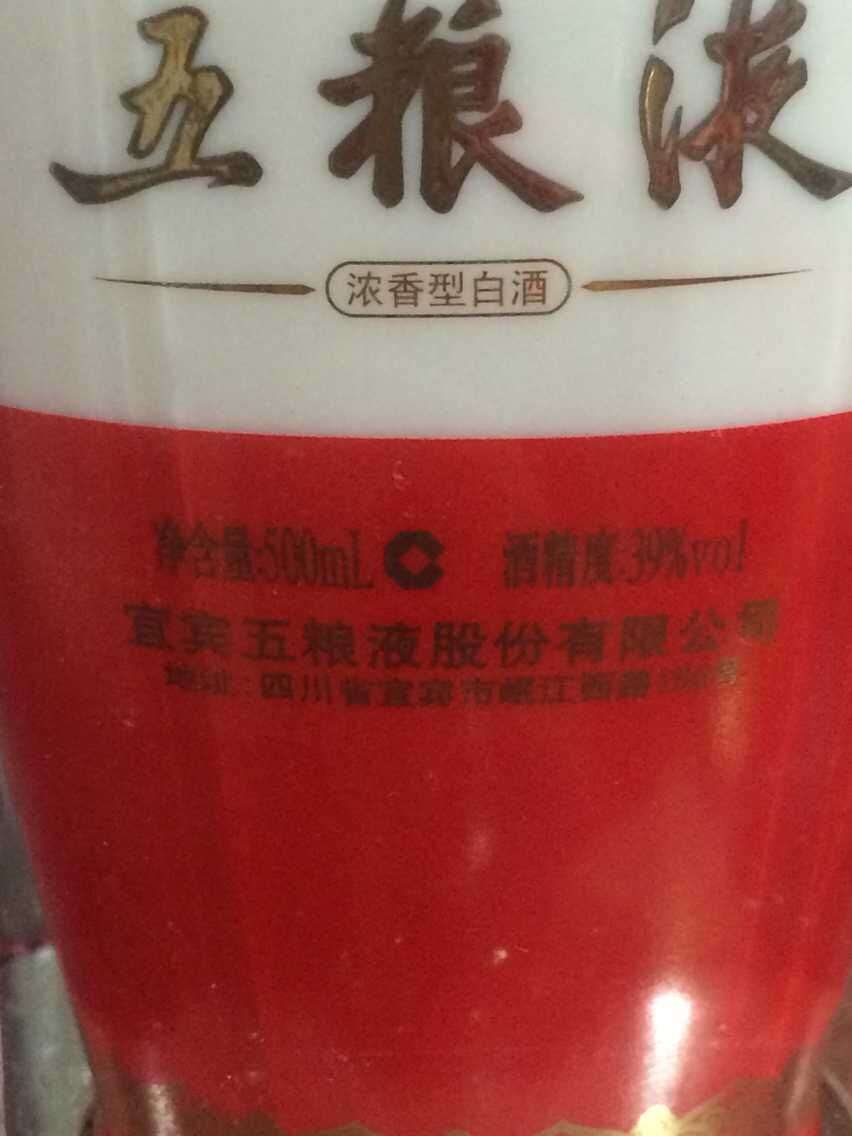 五粮液
浓香型白酒
净含量:500mL 酒精度:39%vol
宜宾五粮液股份有限公司
地址:四川省宜宾市岷江西路150号